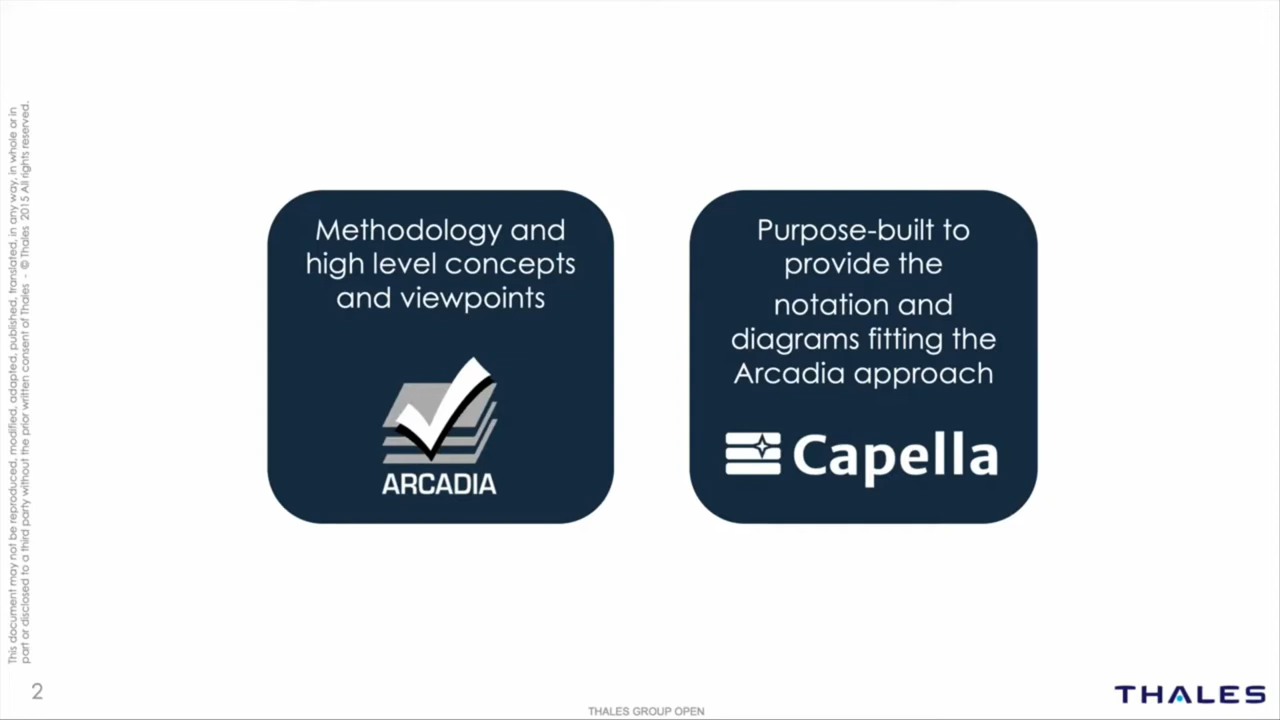 This document may not be reproduced, modified, adapted, published, translated, in any way, in whole or in
part or disclosed to a third party without the prior written consent of Thales - © Thales 2015 All rights reserved.
Methodology and
high level concepts
and viewpoints
ARCADIA
Purpose-built to
provide the
notation and
diagrams fitting the
Arcadia approach
Capella
2
THALES GROUP OPEN
THALES